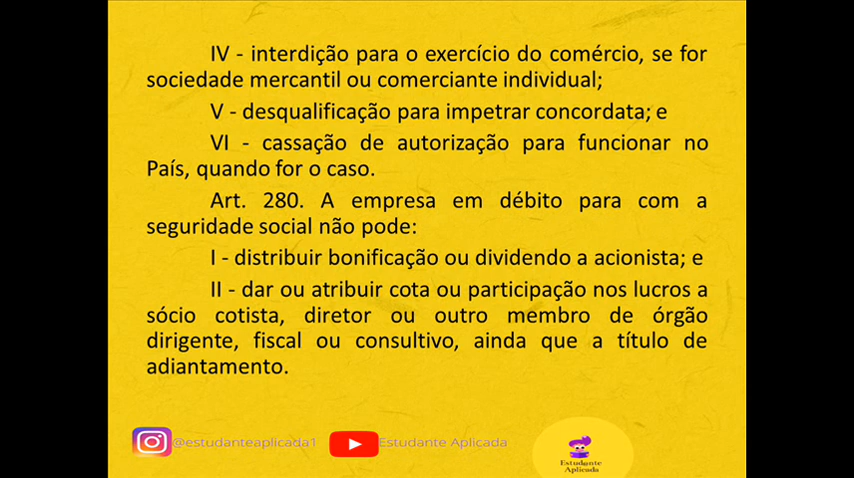 IV - interdição para o exercício do comércio, se for
sociedade mercantil ou comerciante individual;
V - desqualificação para impetrar concordata; e
VI - cassação de autorização para funcionar no
País, quando for o caso.
Art. 280. A empresa em débito para com a
seguridade social não pode:
I - distribuir bonificação ou dividendo a acionista; e
II - dar ou atribuir cota ou participação nos lucros a
sócio cotista, diretor ou outro membro de órgão
dirigente, fiscal ou consultivo, ainda que a título de
adiantamento.
@estudanteaplicada1 Estudante Aplicada
Estudante
Aplicada